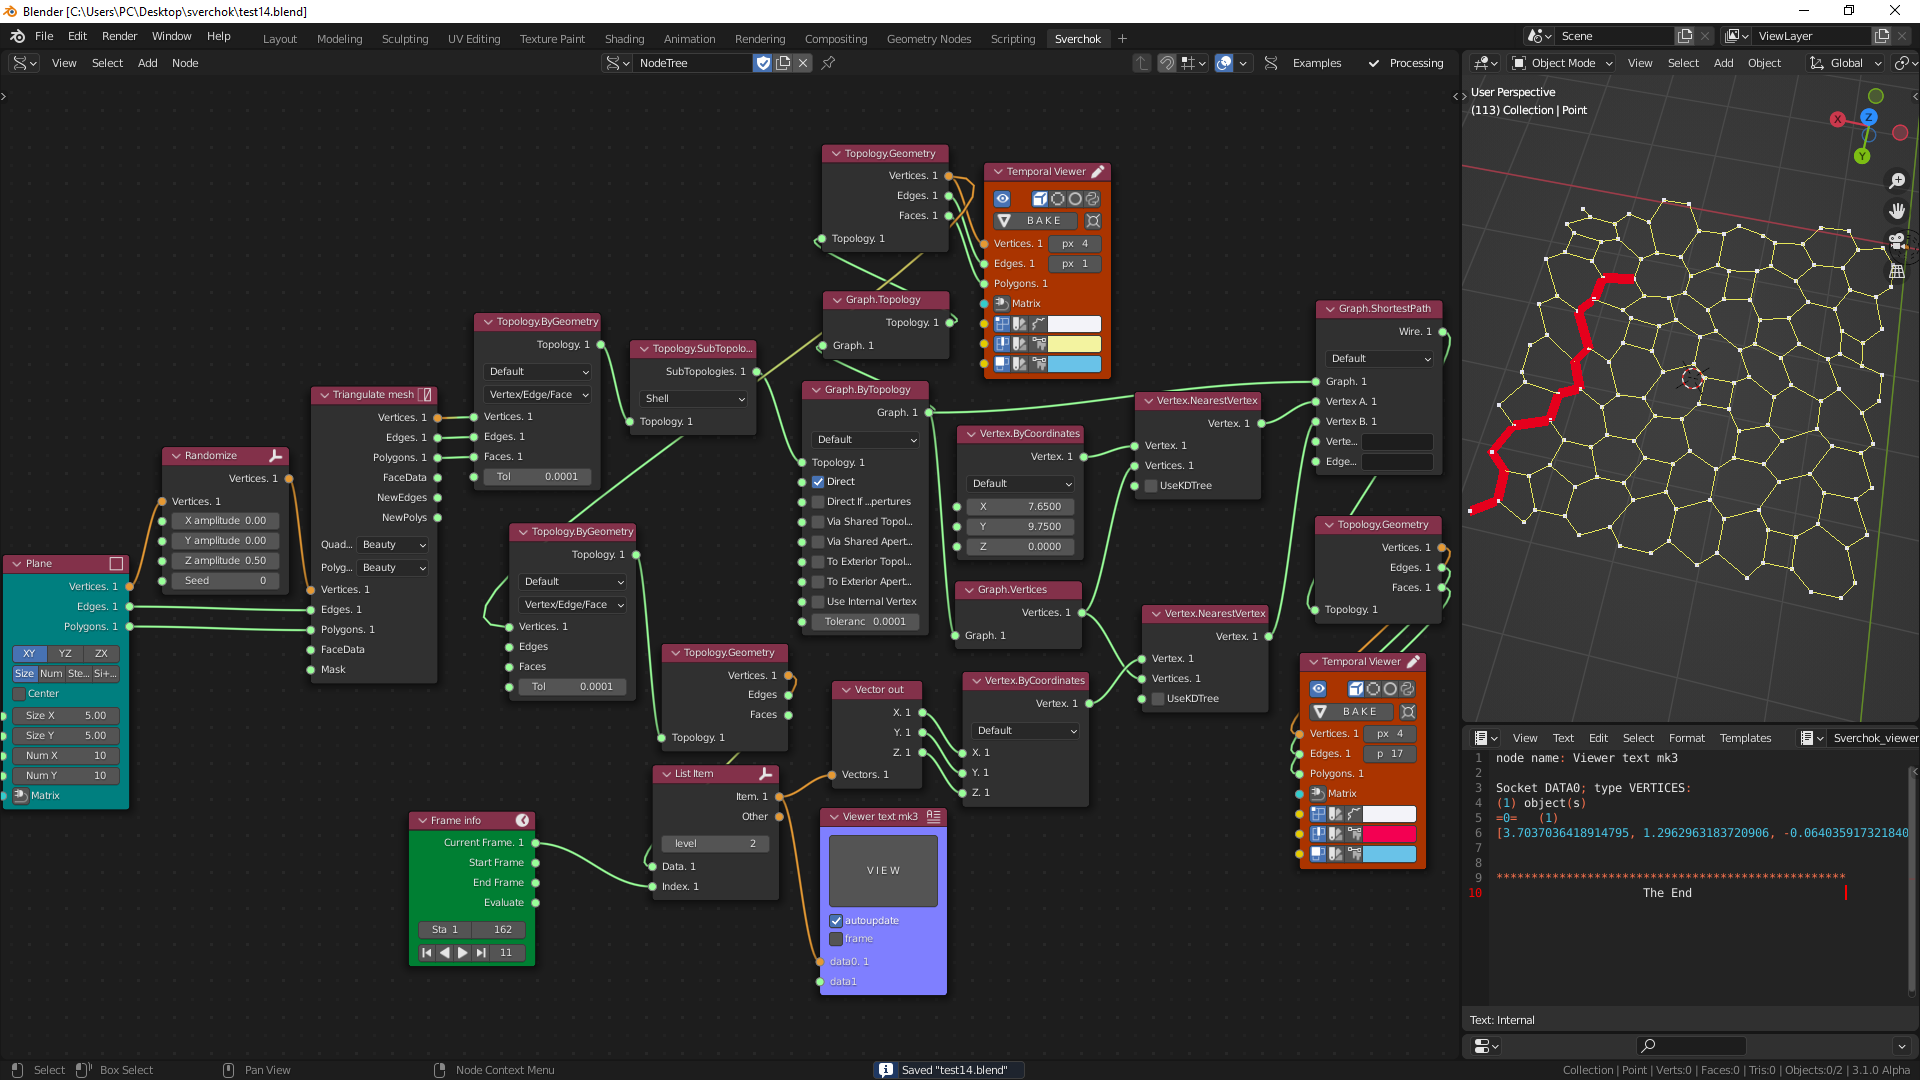 Blender [C:\Users\PC\Desktop\sverchok\test14.blend]
File Edit Render Window Help
Layout Modeling Sculpting UV Editing Texture Paint Shading Animation Rendering Compositing Geometry Nodes Scripting Sverchok
Scene
ViewLayer
View Select Add Node
NodeTree
Examples
Processing
Object Mode
View Select Add Object
Global
User Perspective
(113) Collection | Point
X
Z
Y
Plane
Vertices. 1
Edges. 1
Polygons. 1
XY YZ ZX
Size Num Ste... Si+...
Center
Size X 5.00
Size Y 5.00
Num X 10
Num Y 10
Matrix
Randomize
Vertices. 1
Vertices. 1
X amplitude 0.00
Y amplitude 0.00
Z amplitude 0.50
Seed 0
Triangulate mesh
Vertices. 1
Edges. 1
Polygons. 1
FaceData
NewEdges
NewPolys
Quad... Beauty
Polyg... Beauty
Vertices. 1
Edges. 1
Polygons. 1
FaceData
Mask
Topology.ByGeometry
Topology. 1
Default
Vertex/Edge/Face
Vertices. 1
Edges. 1
Faces. 1
Tol 0.0001
Topology.SubTopolo...
SubTopologies. 1
Shell
Topology. 1
Topology.ByGeometry
Topology. 1
Default
Vertex/Edge/Face
Vertices. 1
Edges
Faces
Tol 0.0001
Topology.Geometry
Vertices. 1
Edges
Faces
Topology. 1
Frame info
Current Frame. 1
Start Frame
End Frame
Evaluate
Sta 1 162
11
List Item
Item. 1
Other
level 2
Data. 1
Index. 1
Vector out
X. 1
Y. 1
Z. 1
Vectors. 1
Viewer text mk3
VIEW
autoupdate
frame
data0. 1
data1
Topology.Geometry
Vertices. 1
Edges. 1
Faces. 1
Topology. 1
Graph.Topology
Topology. 1
Graph. 1
Temporal Viewer
BAKE
Vertices. 1 px 4
Edges. 1 px 1
Polygons. 1
Matrix
Graph.ByTopology
Graph. 1
Default
Topology. 1
Direct
Direct If ..pertures
Via Shared Topol...
Via Shared Apert...
To Exterior Topol...
To Exterior Apert...
Use Internal Vertex
Toleranc 0.0001
Vertex.ByCoordinates
Vertex. 1
Default
X 7.6500
Y 9.7500
Z 0.0000
Graph.Vertices
Vertices. 1
Graph. 1
Vertex.ByCoordinates
Vertex. 1
Default
X. 1
Y. 1
Z. 1
Vertex.NearestVertex
Vertex. 1
Vertex. 1
Vertices. 1
UseKDTree
Vertex.NearestVertex
Vertex. 1
Vertex. 1
Vertices. 1
UseKDTree
Graph.ShortestPath
Wire. 1
Default
Graph. 1
Vertex A. 1
Vertex B. 1
Verte...
Edge...
Topology.Geometry
Vertices. 1
Edges. 1
Faces. 1
Topology. 1
Temporal Viewer
BAKE
Vertices. 1 px 4
Edges. 1 p 17
Polygons. 1
Matrix
View Text Edit Select Format Templates
Sverchok_viewer
1 node name: Viewer text mk3
2
3 Socket DATA0; type VERTICES:
4 (1) object(s)
5 =0= (1)
6 [3.7037036418914795, 1.2962963183720906, -0.064035917321840
7
8
9 **************************************************
10 The End
Text: Internal
Select Box Select Pan View Node Context Menu
Saved "test14.blend"
Collection | Point | Verts:0 | Faces:0 | Tris:0 | Objects:0/2 | 3.1.0 Alpha